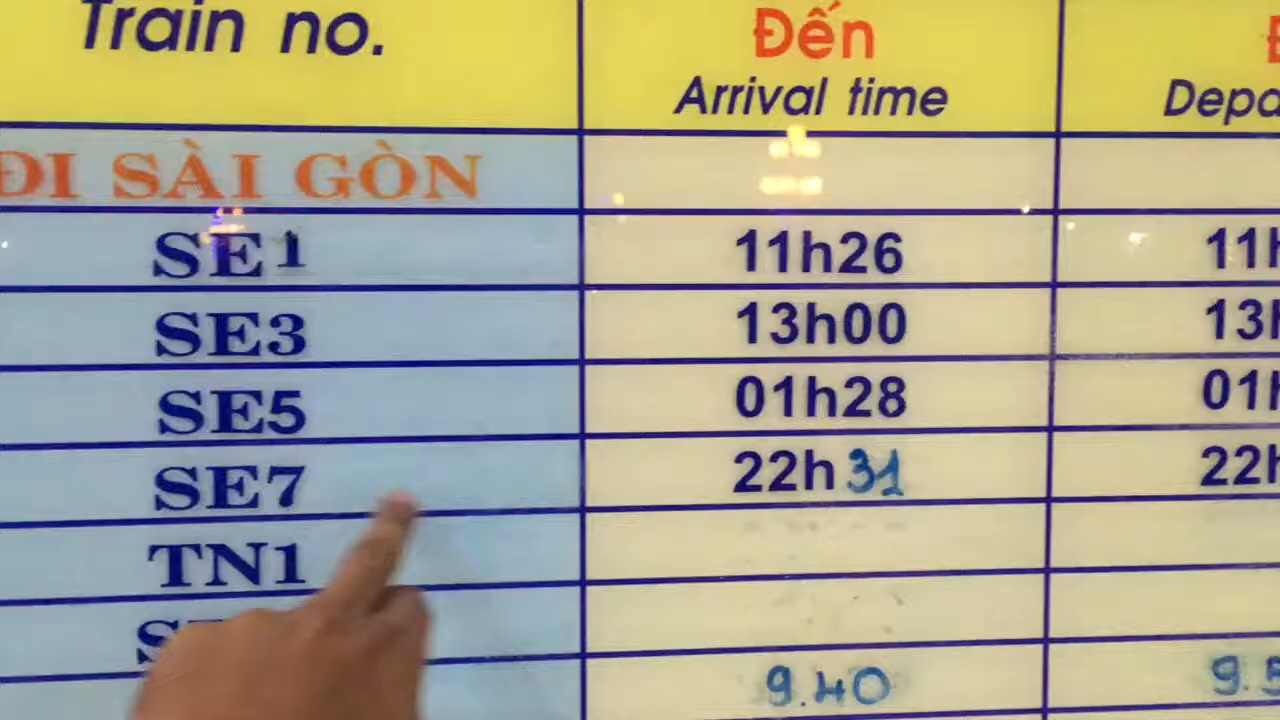 Train no. Đến
Arrival time
ĐI SÀI GÒN
SE1 11h26
SE3 13h00
SE5 01h28
SE7 22h31
TN1
9.40